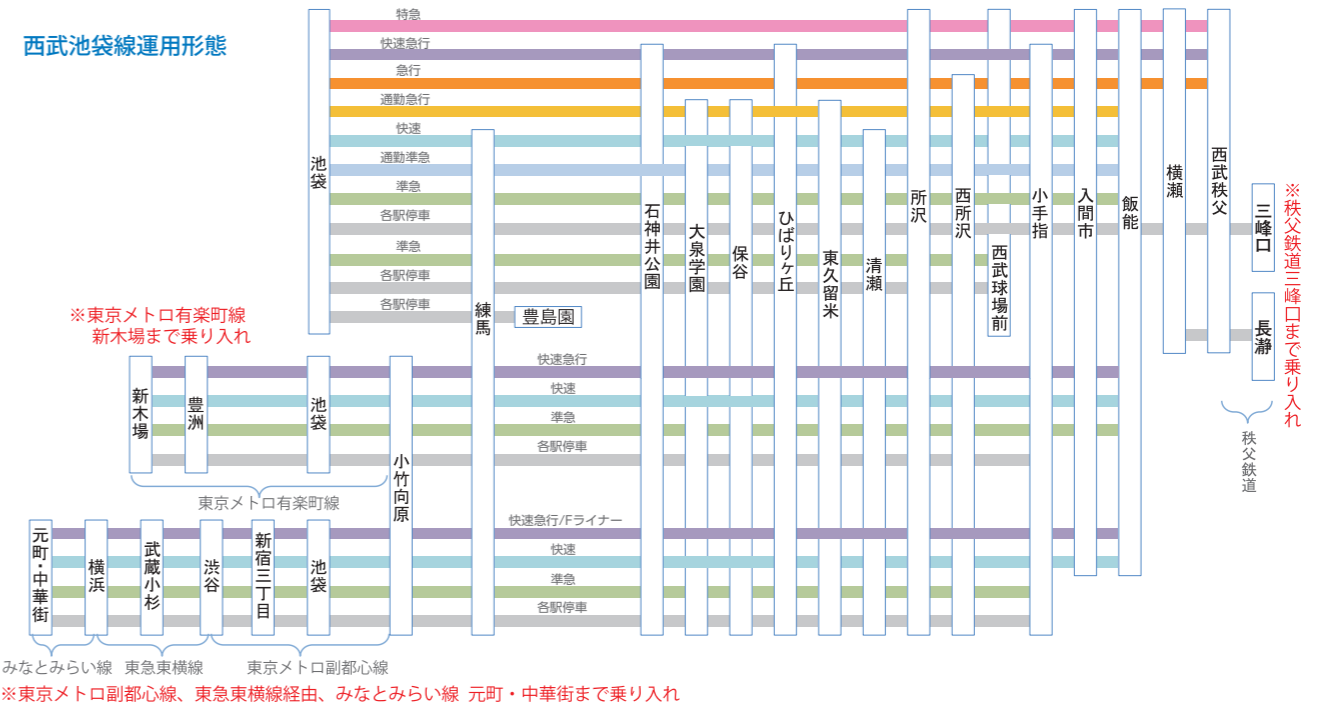 西武池袋線運用形態
特急
快速急行
急行
通勤急行
快速
通勤準急
準急
各駅停車
準急
各駅停車
各駅停車
池袋
練馬
豊島園
石神井公園
大泉学園
保谷
ひばりヶ丘
東久留米
清瀬
所沢
西所沢
西武球場前
小手指
入間市
飯能
横瀬
西武秩父
三峰口
長瀞
※秩父鉄道三峰口まで乗り入れ
秩父鉄道
※東京メトロ有楽町線
新木場まで乗り入れ
快速急行
快速
準急
各駅停車
新木場
豊洲
池袋
小竹向原
東京メトロ有楽町線
快速急行/Fライナー
快速
準急
各駅停車
元町・中華街
横浜
武蔵小杉
渋谷
新宿三丁目
池袋
みなとみらい線
東急東横線
東京メトロ副都心線
※東京メトロ副都心線、東急東横線経由、みなとみらい線 元町・中華街まで乗り入れ